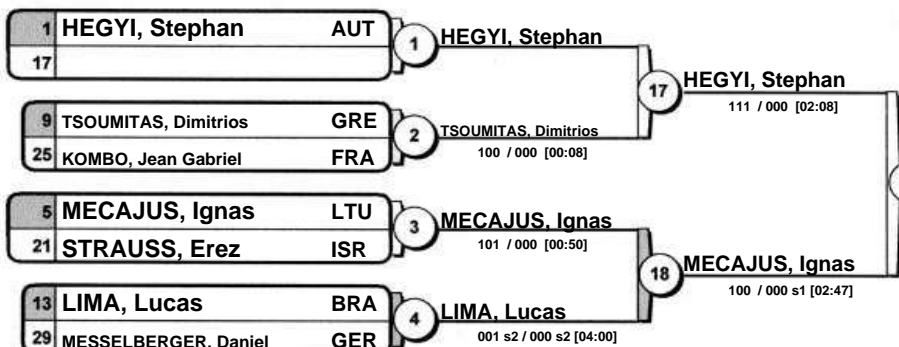 1 HEGYI, Stephan AUT
17
1
HEGYI, Stephan
9 TSOUMITAS, Dimitrios GRE
25 KOMBO, Jean Gabriel FRA
2
TSOUMITAS, Dimitrios
100 / 000 [00:08]
17
HEGYI, Stephan
111 / 000 [02:08]
5 MECAJUS, Ignas LTU
21 STRAUSS, Erez ISR
3
MECAJUS, Ignas
101 / 000 [00:50]
13 LIMA, Lucas BRA
29 MESSELBERGER, Daniel GER
4
LIMA, Lucas
001 s2 / 000 s2 [04:00]
18
MECAJUS, Ignas
100 / 000 s1 [02:47]